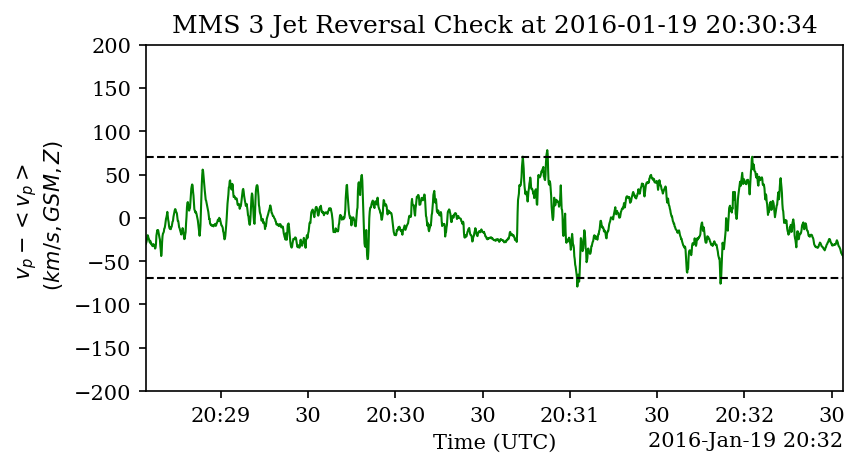 MMS 3 Jet Reversal Check at 2016-01-19 20:30:34
v_p − < v_p >
(km/s, GSM, Z)
200
150
100
50
0
−50
−100
−150
−200
20:29 30 20:30 30 20:31 30 20:32 30
Time (UTC)
2016-Jan-19 20:32